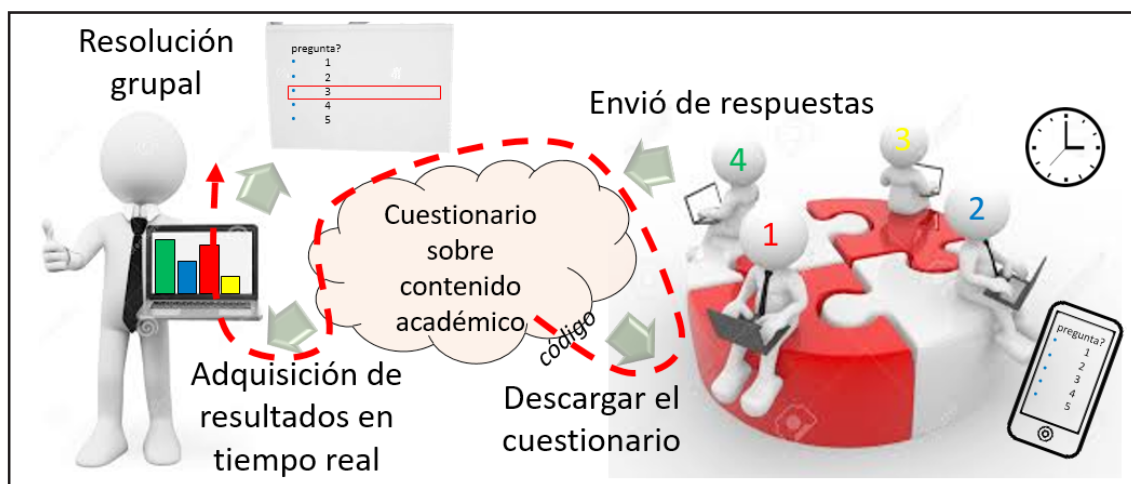 Resolución
grupal
pregunta?
1
2
3
4
5
Envió de respuestas
4
3
1
2
Cuestionario
sobre
contenido
académico
código
Adquisición de
resultados en
tiempo real
Descargar el
cuestionario
pregunta?
1
2
3
4
5